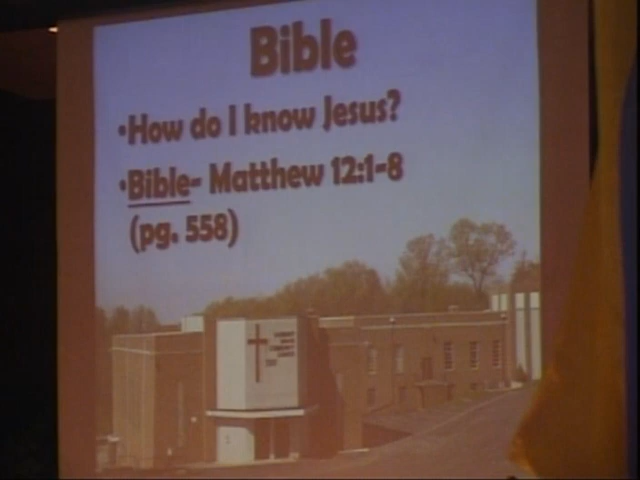 Bible
•How do I know Jesus?
•Bible- Matthew 12:1-8
(pg. 558)